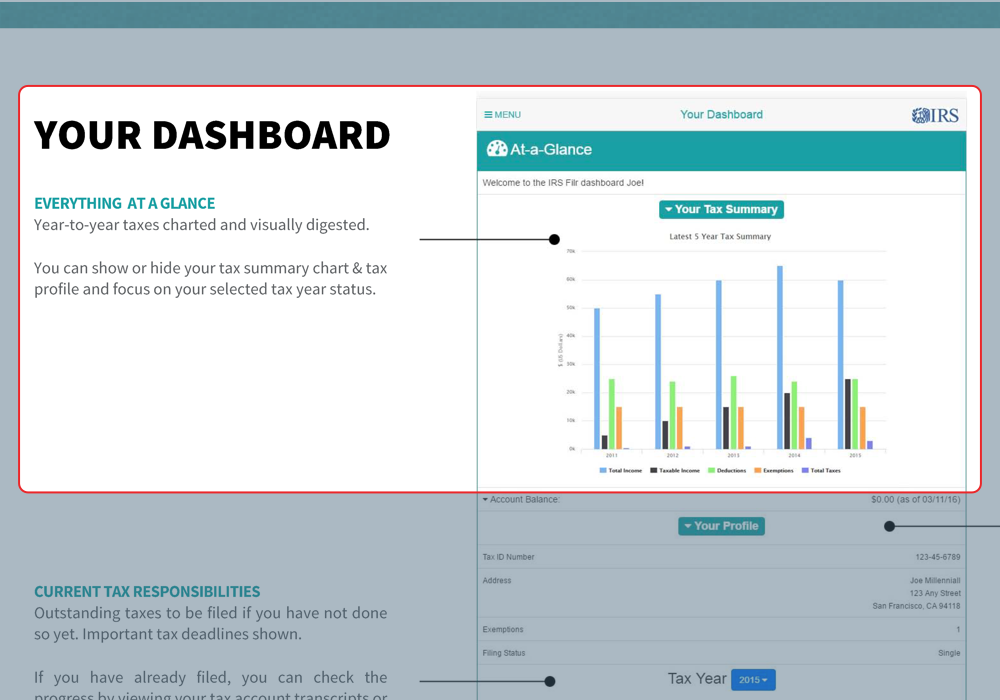 YOUR DASHBOARD
EVERYTHING AT A GLANCE
Year-to-year taxes charted and visually digested.
You can show or hide your tax summary chart & tax
profile and focus on your selected tax year status.
MENU
Your Dashboard
IRS
At-a-Glance
Welcome to the IRS Filr dashboard Joe!
Your Tax Summary
Latest 5 Year Tax Summary
70k
60k
50k
40k
30k
20k
10k
0k
$ (US Dollars)
2011
2012
2013
2014
2015
Total Income
Taxable Income
Deductions
Exemptions
Total Taxes
Account Balance:
$0.00 (as of 03/11/16)
Your Profile
Tax ID Number
123-45-6789
Address
Joe Millenniall
123 Any Street
San Francisco, CA 94118
Exemptions
1
Filing Status
Single
Tax Year 2015
CURRENT TAX RESPONSIBILITIES
Outstanding taxes to be filed if you have not done
so yet. Important tax deadlines shown.
If you have already filed, you can check the
progress by viewing your tax account transcripts or